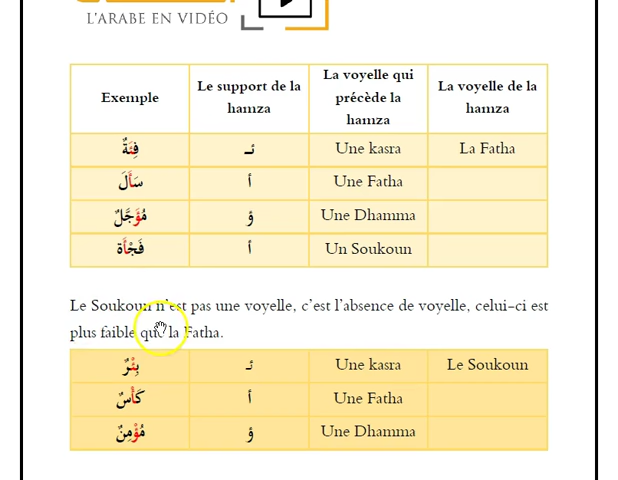 L'ARABE EN VIDÉO
Exemple Le support de la hamza La voyelle qui précède la hamza La voyelle de la hamza
فِئَةٌ ئـ Une kasra La Fatha
سَأَلَ أ Une Fatha
مُؤَجَّلٌ ؤ Une Dhamma
فَجْأَة أ Un Soukoun
Le Soukoun n'est pas une voyelle, c'est l'absence de voyelle, celui-ci est
plus faible que la Fatha.
بِئْرٌ ئـ Une kasra Le Soukoun
كَأْسٌ أ Une Fatha
مُؤْمِنٌ ؤ Une Dhamma